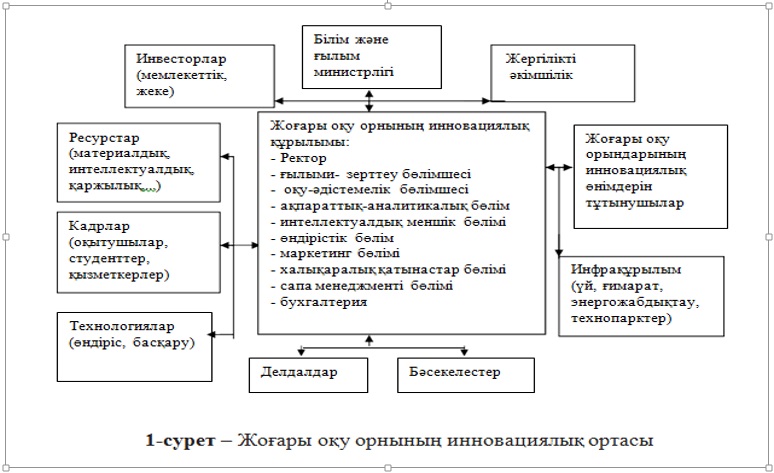 Білім және
ғылым
министрлігі
Инвесторлар
(мемлекеттік,
жеке)
Жергілікті
әкімшілік
Ресурстар
(материалдық,
интеллектуалдық,
қаржылық,,,,)
Кадрлар
(оқытушылар,
студенттер,
қызметкерлер)
Технологиялар
(өндіріс, басқару)
Жоғары оқу орнының инновациялық
құрылымы:
- Ректор
- ғылыми- зерттеу бөлімшесі
- оқу-әдістемелік бөлімшесі
- ақпараттық-аналитикалық бөлім
- интеллектуалдық меншік бөлімі
- өндірістік бөлім
- маркетинг бөлімі
- халықаралық қатынастар бөлімі
- сапа менеджменті бөлімі
- бухгалтерия
Жоғары оқу
орындарының
инновациялық
өнімдерін
тұтынушылар
Инфрақұрылым
(үй, ғимарат,
энергожабдықтау,
технопарктер)
Делдалдар
Бәсекелестер
1-сурет – Жоғары оқу орнының инновациялық ортасы